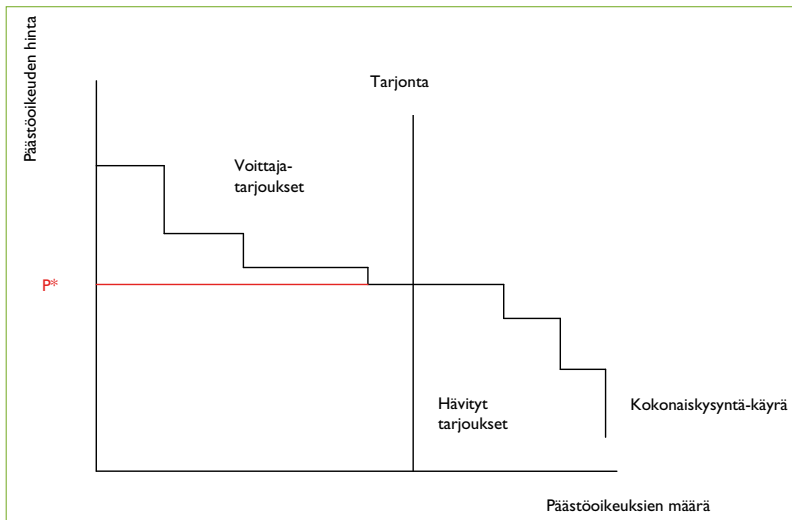 Päästöoikeuden hinta
Tarjonta
Voittaja-
tarjoukset
P*
Hävityt
tarjoukset
Kokonaiskysyntä-käyrä
Päästöoikeuksien määrä